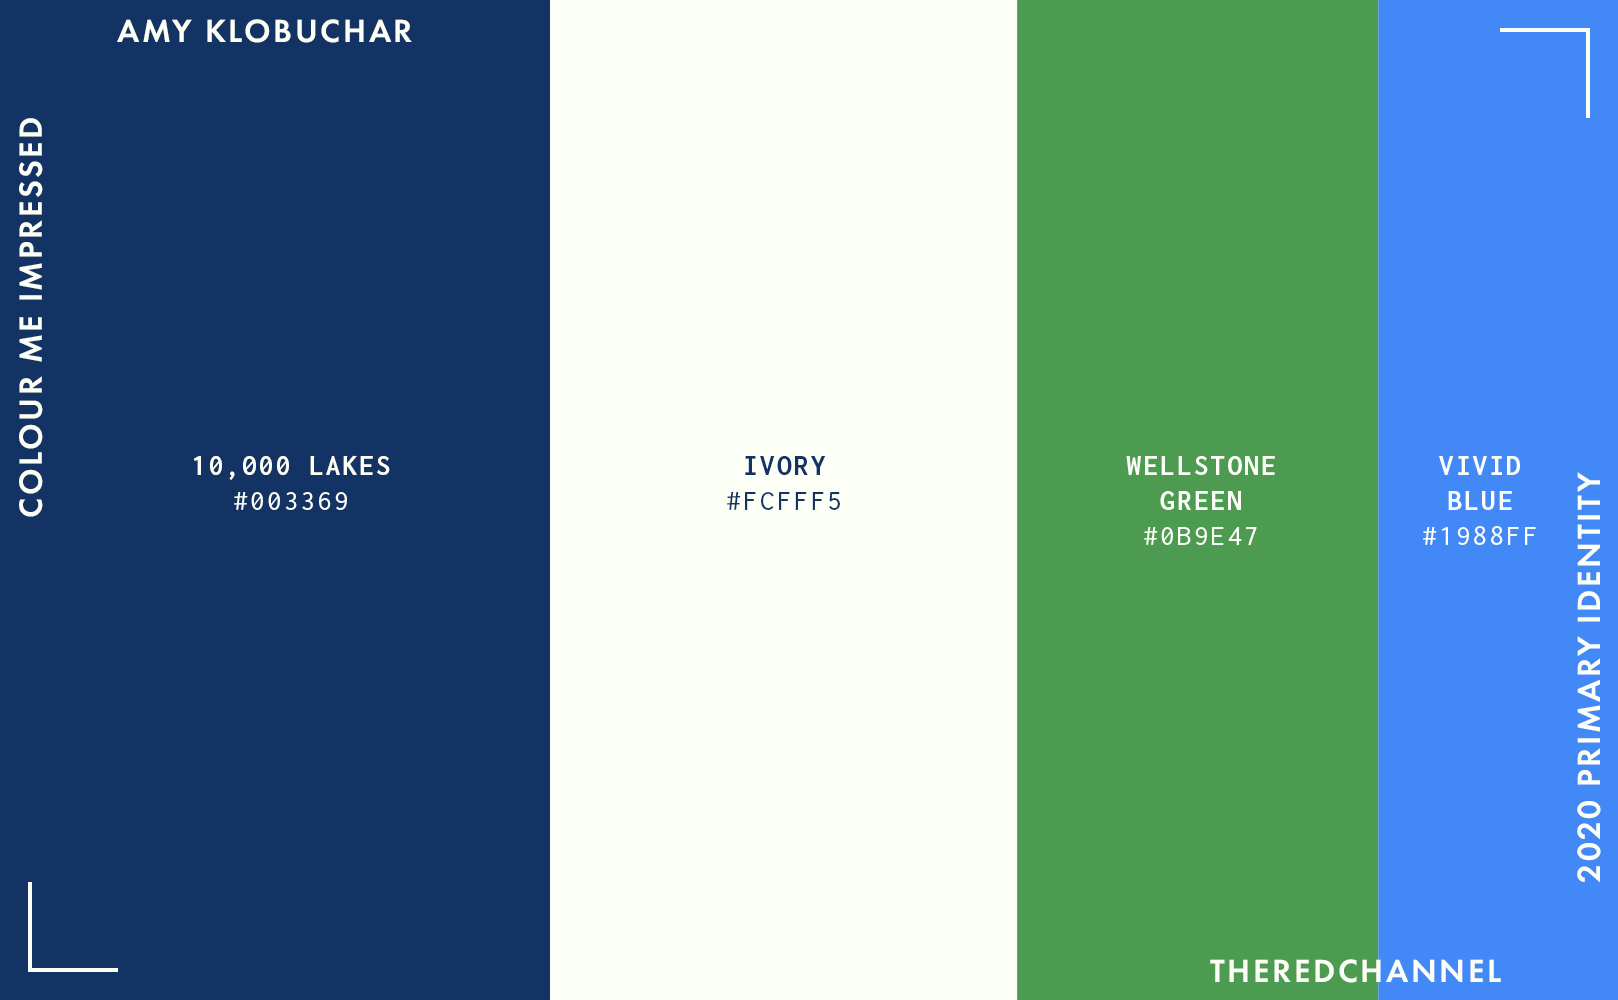 AMY KLOBUCHAR
COLOUR ME IMPRESSED
10,000 LAKES
#003369
IVORY
#FCFFF5
WELLSTONE
GREEN
#0B9E47
VIVID
BLUE
#1988FF
2020 PRIMARY IDENTITY
THEREDCHANNEL